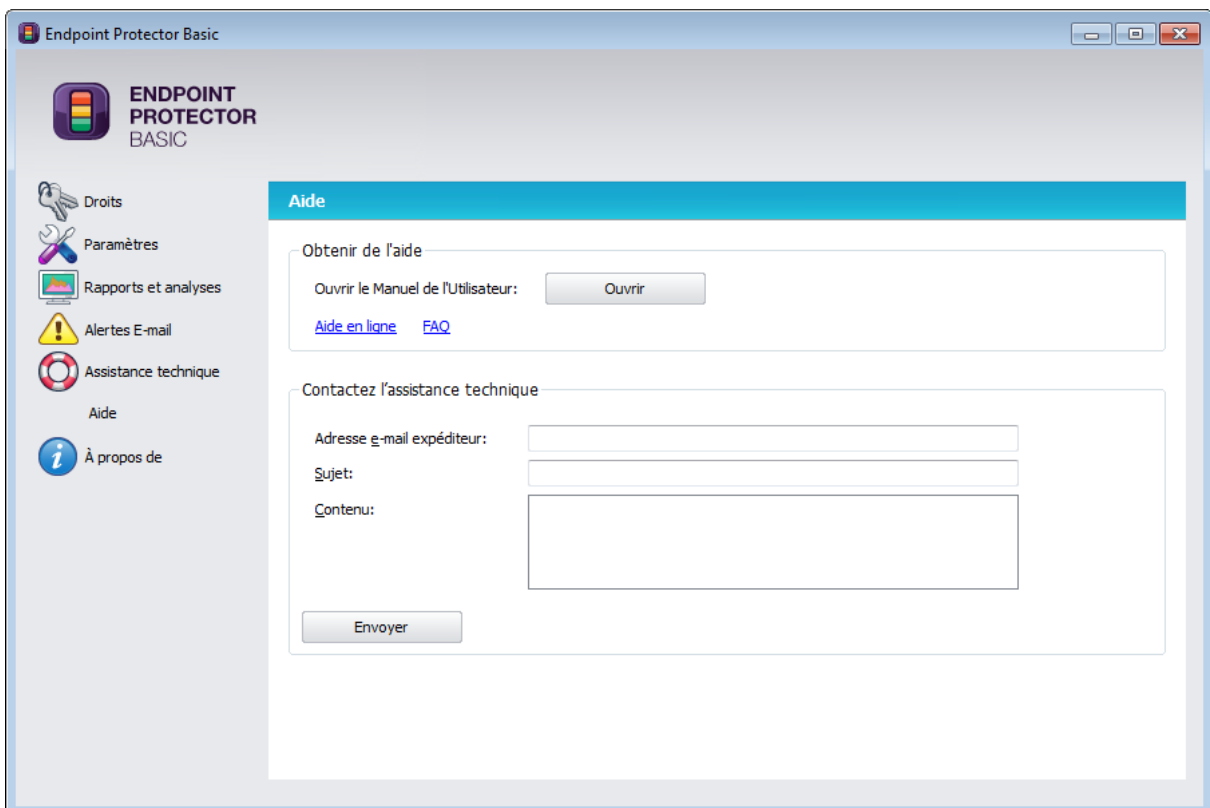 Endpoint Protector Basic
ENDPOINT
PROTECTOR
BASIC
Droits
Paramètres
Rapports et analyses
Alertes E-mail
Assistance technique
Aide
À propos de
Aide
Obtenir de l'aide
Ouvrir le Manuel de l'Utilisateur: Ouvrir
Aide en ligne FAQ
Contactez l’assistance technique
Adresse e-mail expéditeur:
Sujet:
Contenu:
Envoyer